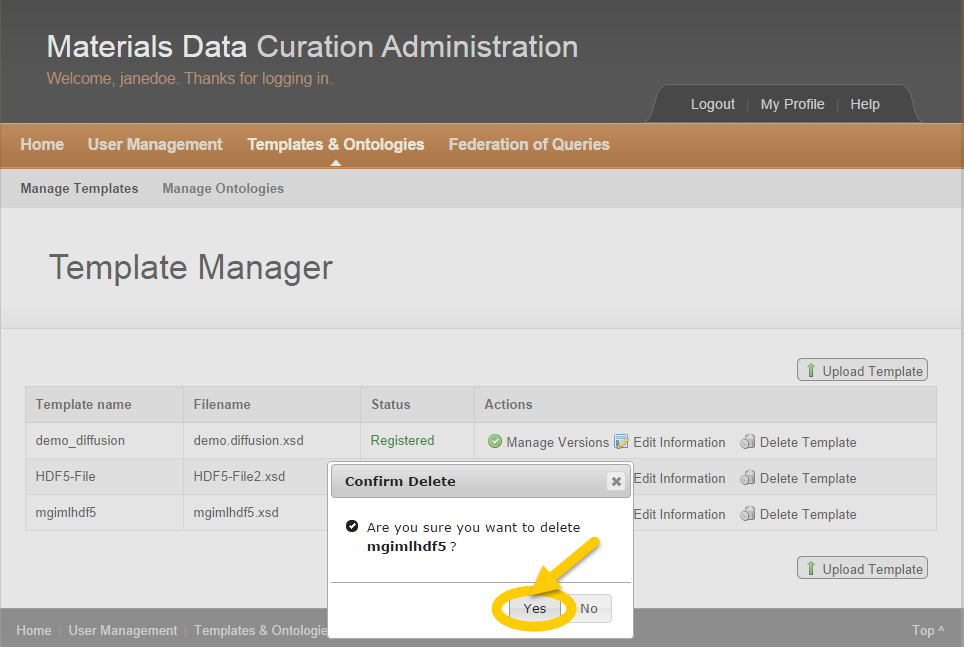 Materials Data Curation Administration
Welcome, janedoe. Thanks for logging in.
Logout | My Profile | Help
Home User Management Templates & Ontologies Federation of Queries
Manage Templates Manage Ontologies
Template Manager
Upload Template
Template name Filename Status Actions
demo_diffusion demo.diffusion.xsd Registered Manage Versions Edit Information Delete Template
HDF5-File HDF5-File2.xsd Edit Information Delete Template
mgimlhdf5 mgimlhdf5.xsd Edit Information Delete Template
Confirm Delete
Are you sure you want to delete
mgimlhdf5 ?
Yes No
Upload Template
Home | User Management | Templates & Ontologie
Top ^